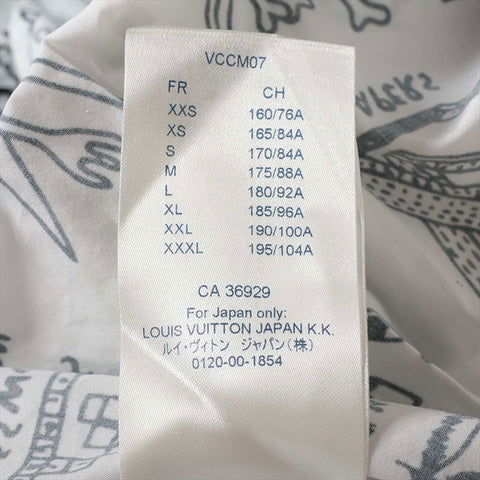 VCCM07
FR CH
XXS 160/76A
XS 165/84A
S 170/84A
M 175/88A
L 180/92A
XL 185/96A
XXL 190/100A
XXXL 195/104A
CA 36929
For Japan only:
LOUIS VUITTON JAPAN K.K.
ルイ・ヴィトン ジャパン(株)
0120-00-1854